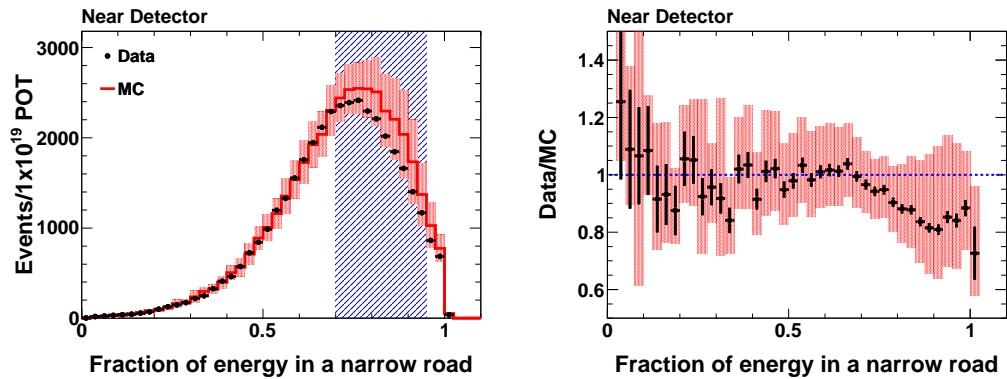 Near Detector
Events/1x10^19 POT
3000
2000
1000
0
Data
MC
0 0.5 1
Fraction of energy in a narrow road
Near Detector
Data/MC
1.4
1.2
1
0.8
0.6
0 0.5 1
Fraction of energy in a narrow road